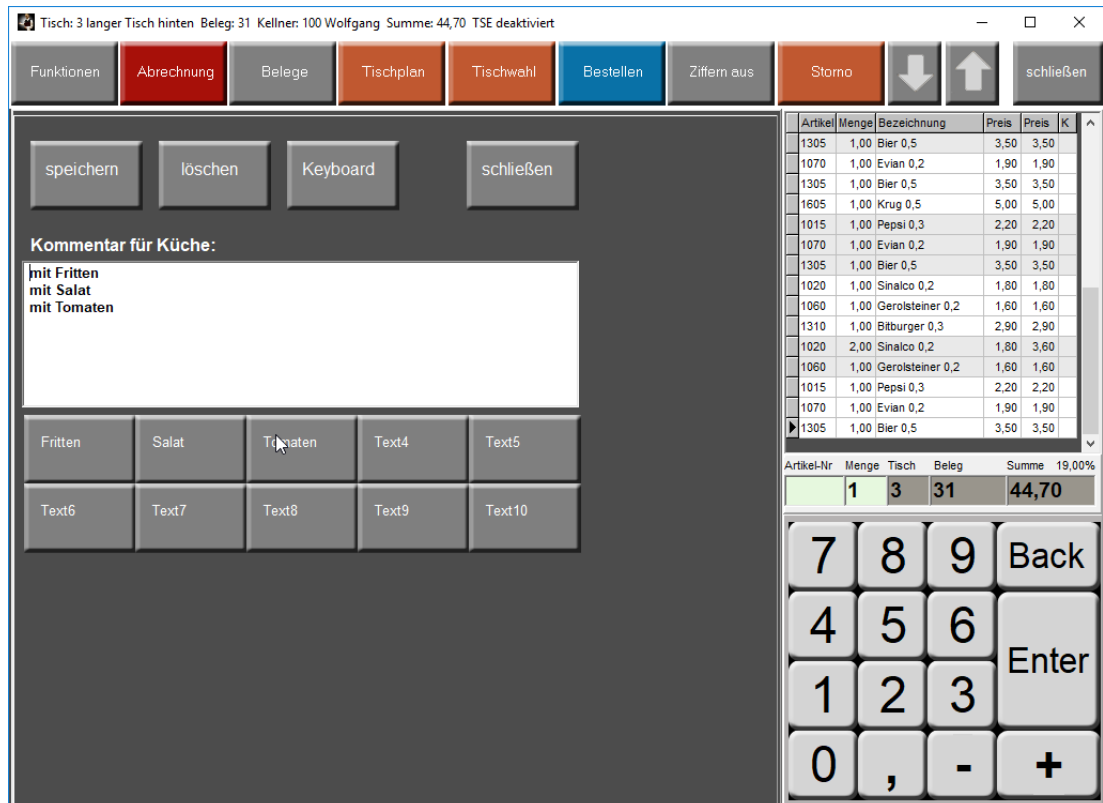 Tisch: 3 langer Tisch hinten Beleg: 31 Kellner: 100 Wolfgang Summe: 44,70 TSE deaktiviert
Funktionen Abrechnung Belege Tischplan Tischwahl Bestellen Ziffern aus Storno schließen
speichern löschen Keyboard schließen
Kommentar für Küche:
mit Fritten
mit Salat
mit Tomaten
Fritten Salat Tomaten Text4 Text5
Text6 Text7 Text8 Text9 Text10
Artikel Menge Bezeichnung Preis Preis K
1305 1,00 Bier 0,5 3,50 3,50
1070 1,00 Evian 0,2 1,90 1,90
1305 1,00 Bier 0,5 3,50 3,50
1605 1,00 Krug 0,5 5,00 5,00
1015 1,00 Pepsi 0,3 2,20 2,20
1070 1,00 Evian 0,2 1,90 1,90
1305 1,00 Bier 0,5 3,50 3,50
1020 1,00 Sinalco 0,2 1,80 1,80
1060 1,00 Gerolsteiner 0,2 1,60 1,60
1310 1,00 Bitburger 0,3 2,90 2,90
1020 2,00 Sinalco 0,2 1,80 3,60
1060 1,00 Gerolsteiner 0,2 1,60 1,60
1015 1,00 Pepsi 0,3 2,20 2,20
1070 1,00 Evian 0,2 1,90 1,90
1305 1,00 Bier 0,5 3,50 3,50
Artikel-Nr Menge Tisch Beleg Summe 19,00%
1 3 31 44,70
7 8 9 Back
4 5 6 Enter
1 2 3
0 , - +